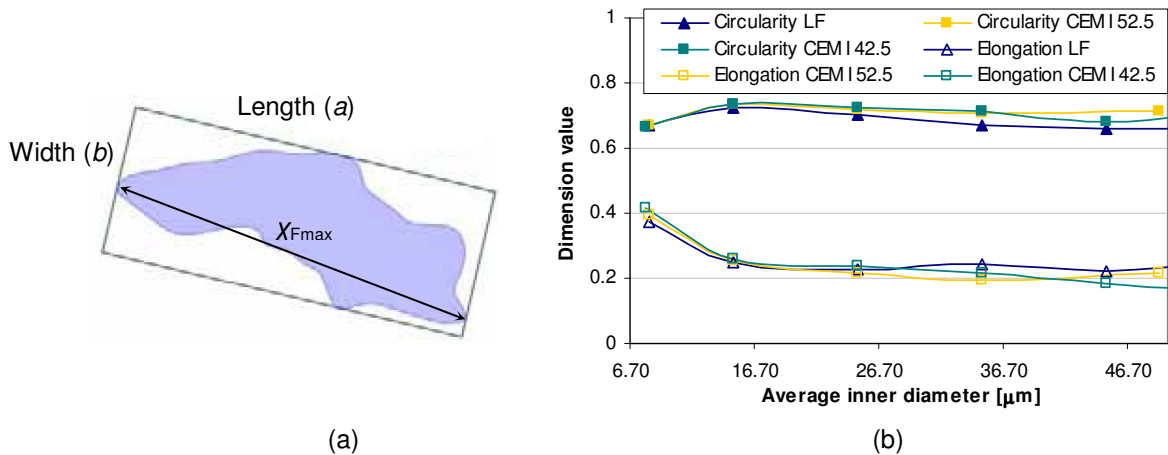 Length (a)
Width (b)
XFmax
(a)
Circularity LF
Circularity CEM I 52.5
Circularity CEM I 42.5
Elongation LF
Elongation CEM I 52.5
Elongation CEM I 42.5
Dimension value
1
0.8
0.6
0.4
0.2
0
6.70 16.70 26.70 36.70 46.70
Average inner diameter [μm]
(b)